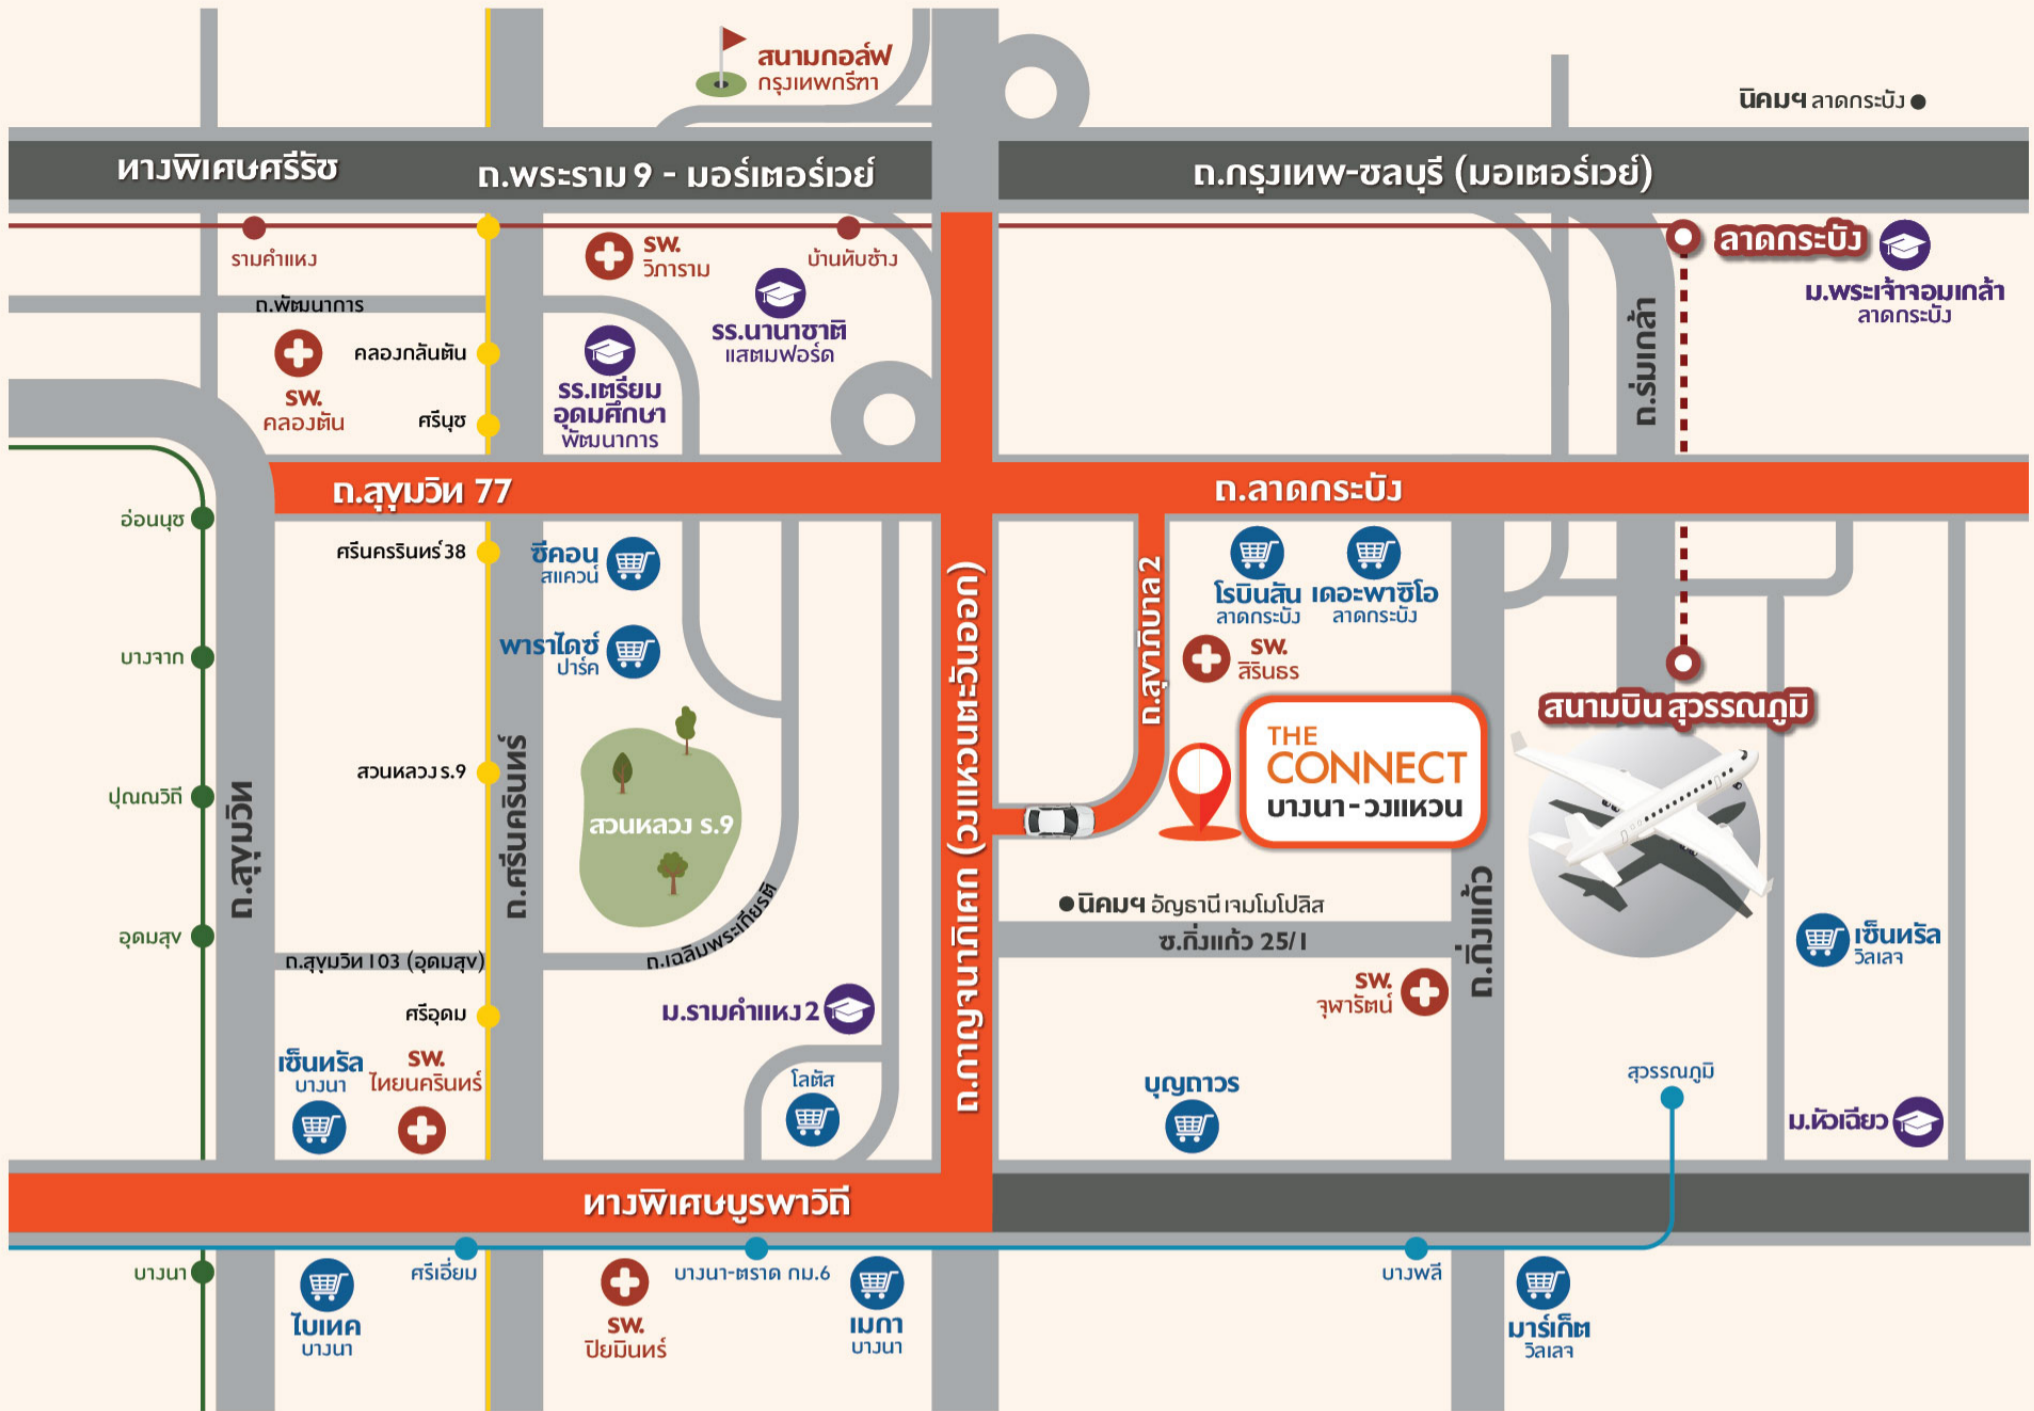 สนามกอล์ฟ
กรุงเทพกรีฑา
นิคมฯ ลาดกระบัง
ทางพิเศษศรีรัช
ถ.พระราม 9 - มอร์เตอร์เวย์
ถ.กรุงเทพ-ชลบุรี (มอเตอร์เวย์)
รามคำแหง
รพ.
วิภาราม
บ้านทับช้าง
ลาดกระบัง
ม.พระเจ้าจอมเกล้า
ลาดกระบัง
ถ.พัฒนาการ
รร.นานาชาติ
แสตมฟอร์ด
คลองกลันตัน
รพ.
คลองตัน
รร.เตรียม
อุดมศึกษา
พัฒนาการ
ศรีนุช
ถ.ร่มเกล้า
ถ.สุขุมวิท 77
ถ.ลาดกระบัง
อ่อนนุช
ศรีนครรินทร์ 38
ซีคอน
สแควน์
โรบินสัน
ลาดกระบัง
เดอะพาซิโอ
ลาดกระบัง
ถ.สุขาภิบาล 2
บางจาก
พาราไดซ์
ปาร์ค
รพ.
สิรินธร
สนามบิน สุวรรณภูมิ
THE
CONNECT
บางนา - วงแหวน
สวนหลวง ร.9
ปุณณวิถี
สวนหลวง ร.9
ถ.สุขุมวิท
ถ.ศรีนครินทร์
ถ.กาญจนาภิเษก (วงแหวนตะวันออก)
ถ.กิ่งแก้ว
นิคมฯ อัญธานี เจมโมโปลิส
ซ.กิ่งแก้ว 25/1
อุดมสุข
ถ.สุขุมวิท 103 (อุดมสุข)
ถ.เฉลิมพระเกียรติ
เซ็นทรัล
วิลเลจ
รพ.
จุฬารัตน์
ศรีอุดม
ม.รามคำแหง 2
เซ็นทรัล
บางนา
รพ.
ไทยนครินทร์
โลตัส
บุญถาวร
สุวรรณภูมิ
ม.หัวเฉียว
ทางพิเศษบูรพาวิถี
บางนา
ไบเทค
บางนา
ศรีเอี่ยม
รพ.
ปิยมินทร์
บางนา-ตราด กม.6
เมกา
บางนา
บางพลี
มาร์เก็ต
วิลเลจ